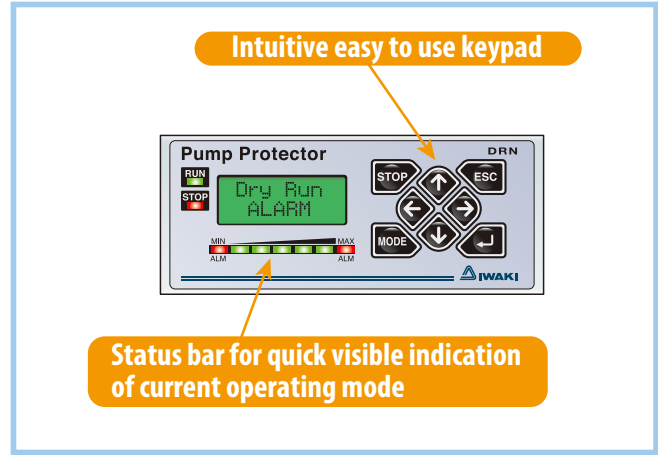 Intuitive easy to use keypad
Pump Protector
DRN
RUN
STOP
Dry Run
ALARM
STOP
ESC
MODE
MIN
MAX
ALM
ALM
IWAKI
Status bar for quick visible indication
of current operating mode